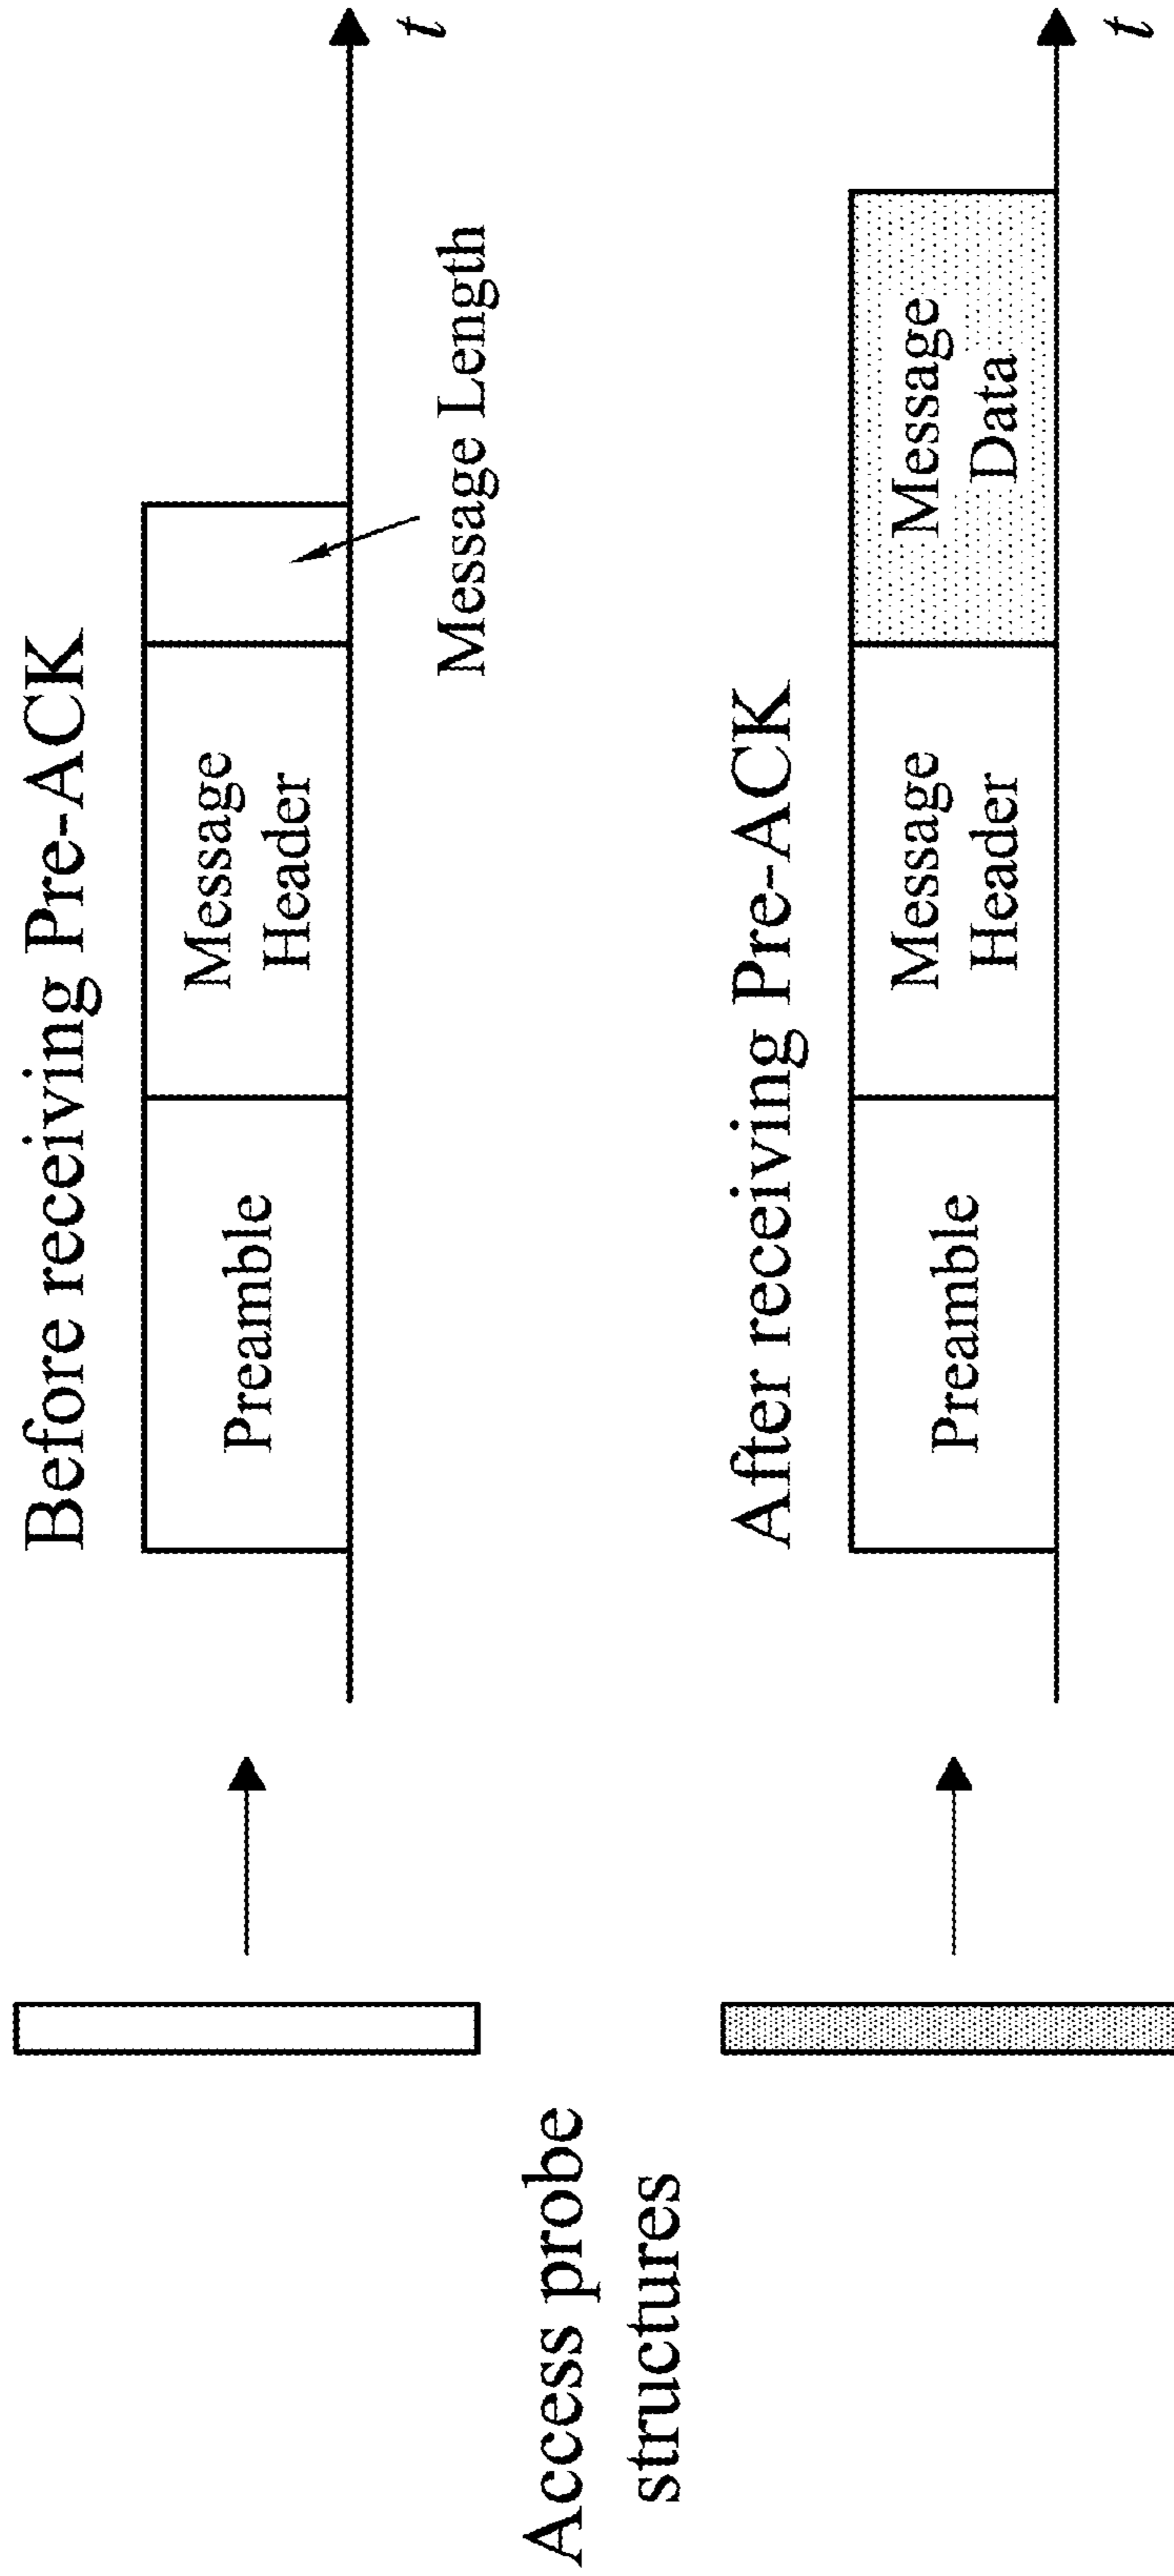 Before receiving Pre-ACK
Preamble
Message
Header
t
Message Length
Access probe
structures
After receiving Pre-ACK
Preamble
Message
Header
Message
Data
t